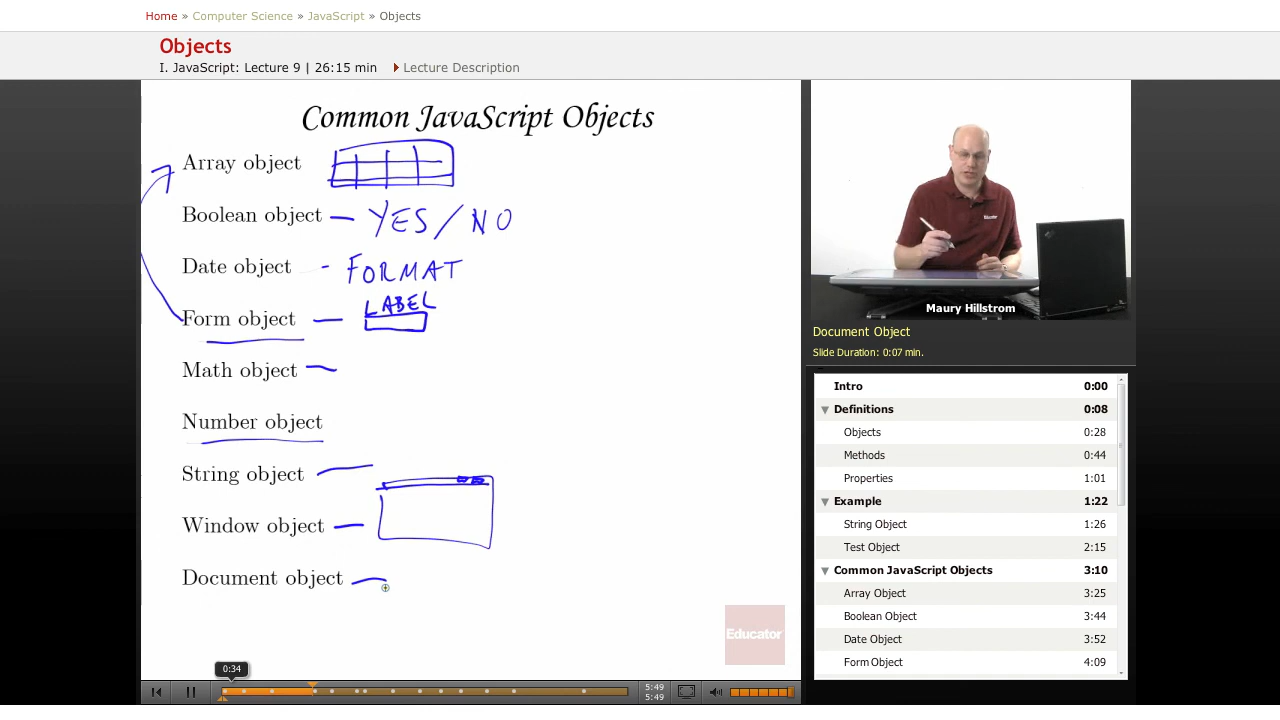 Home » Computer Science » JavaScript » Objects
Objects
I. JavaScript: Lecture 9 | 26:15 min
Lecture Description
Common JavaScript Objects
Array object
Boolean object — YES/NO
Date object - FORMAT
LABEL
Form object —
Math object
Number object
String object
Window object
Document object
Educator
Maury Hillstrom
Document Object
Slide Duration: 0:07 min.
Intro 0:00
Definitions 0:08
Objects 0:28
Methods 0:44
Properties 1:01
Example 1:22
String Object 1:26
Test Object 2:15
Common JavaScript Objects 3:10
Array Object 3:25
Boolean Object 3:44
Date Object 3:52
Form Object 4:09
0:34
5:49
5:49